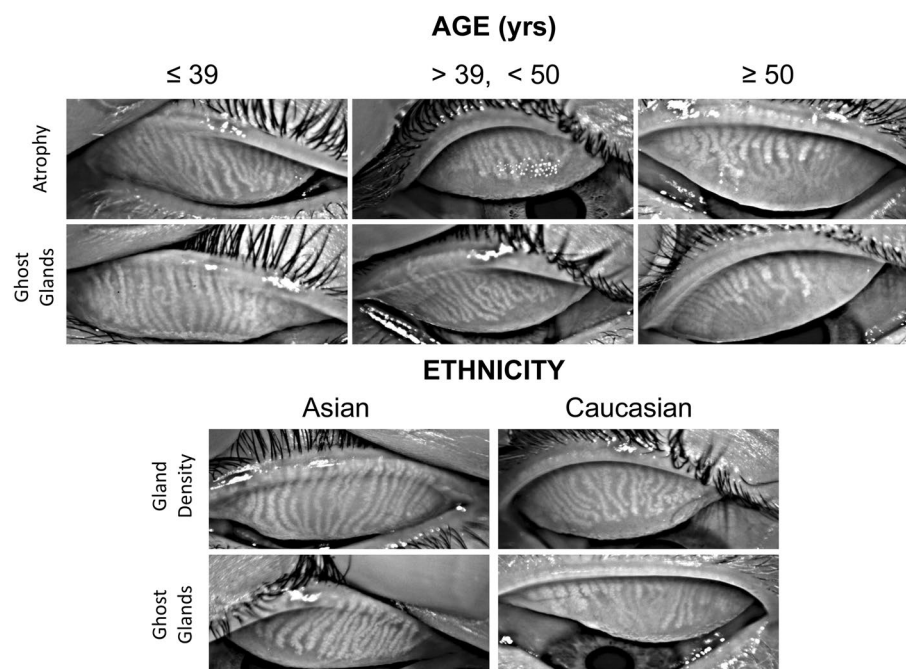 AGE (yrs)
≤ 39
> 39, < 50
≥ 50
Atrophy
Ghost
Glands
ETHNICITY
Asian
Caucasian
Gland
Density
Ghost
Glands